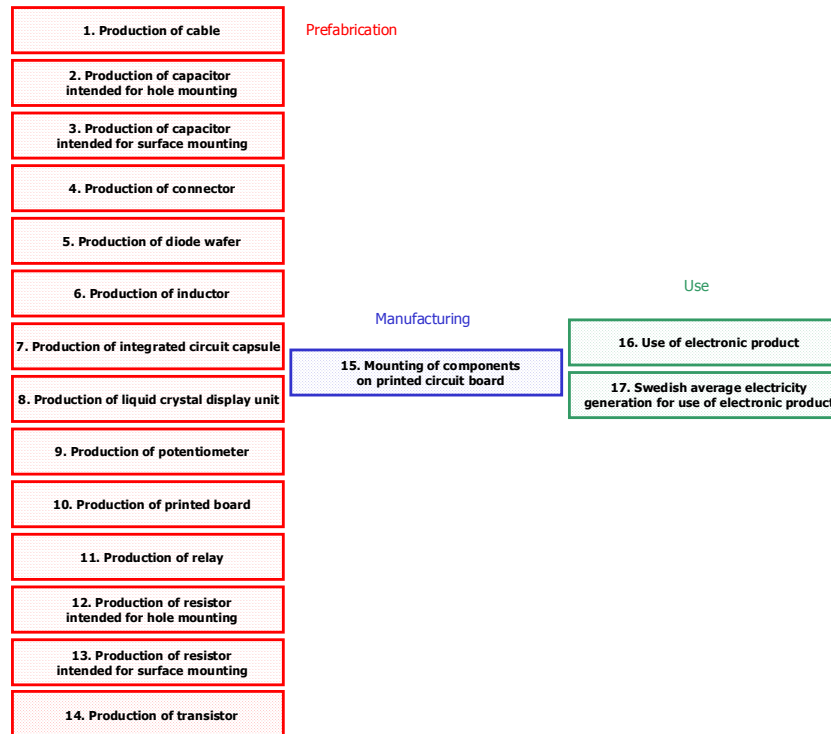 1. Production of cable
Prefabrication
2. Production of capacitor
intended for hole mounting
3. Production of capacitor
intended for surface mounting
4. Production of connector
5. Production of diode wafer
6. Production of inductor
7. Production of integrated circuit capsule
8. Production of liquid crystal display unit
9. Production of potentiometer
10. Production of printed board
11. Production of relay
12. Production of resistor
intended for hole mounting
13. Production of resistor
intended for surface mounting
14. Production of transistor
Manufacturing
15. Mounting of components
on printed circuit board
Use
16. Use of electronic product
17. Swedish average electricity
generation for use of electronic product